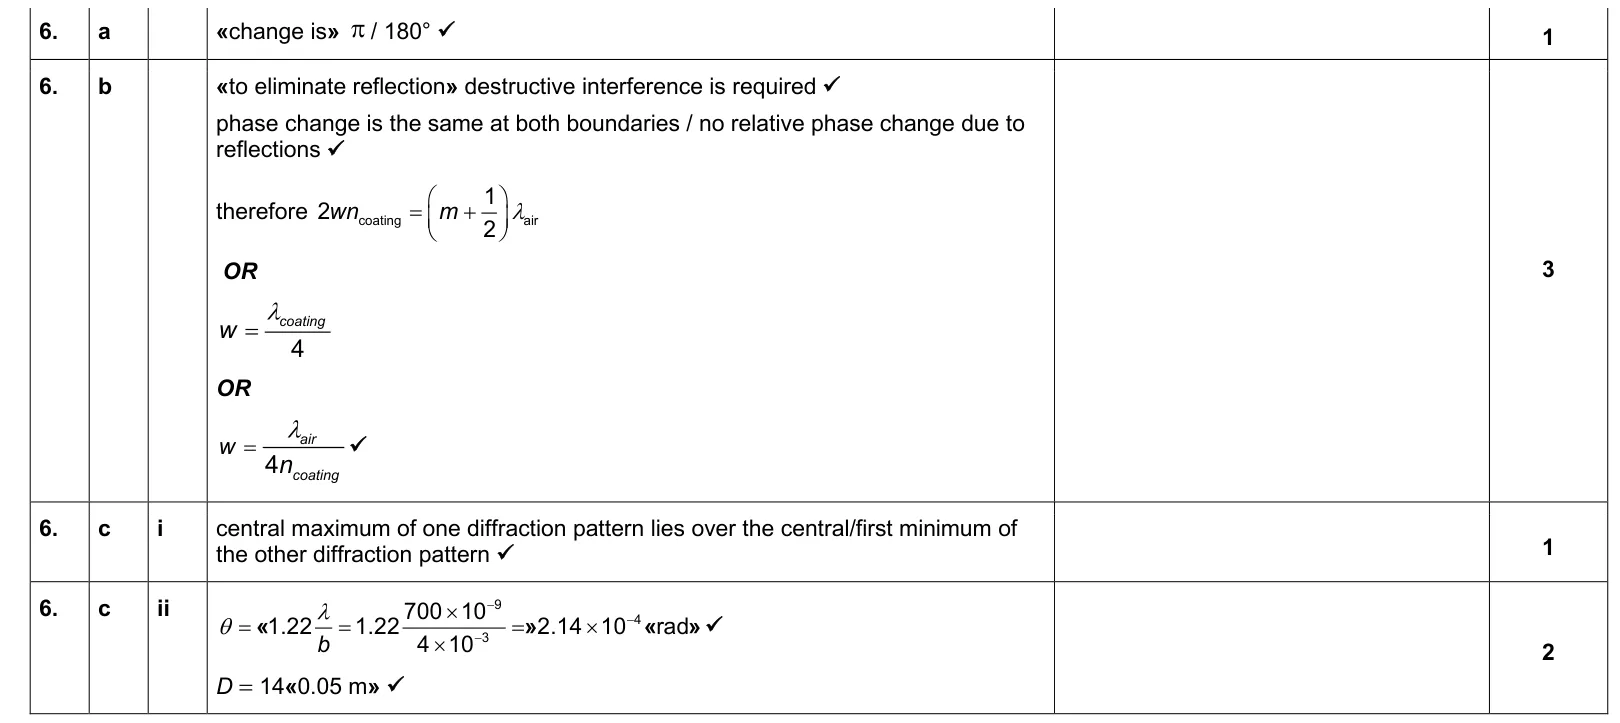 6. a «change is» π / 180° ✓ 1
6. b «to eliminate reflection» destructive interference is required ✓
phase change is the same at both boundaries / no relative phase change due to
reflections ✓
therefore 2wn_coating = (m + 1/2) λ_air
OR
w = λ_coating / 4
3
OR
w = λ_air / 4n_coating ✓
6. c i central maximum of one diffraction pattern lies over the central/first minimum of
the other diffraction pattern ✓ 1
6. c ii θ = «1.22 λ/b = 1.22 700 × 10⁻⁹ / 4 × 10⁻³ =» 2.14 × 10⁻⁴ «rad» ✓
D = 14«0.05 m» ✓ 2